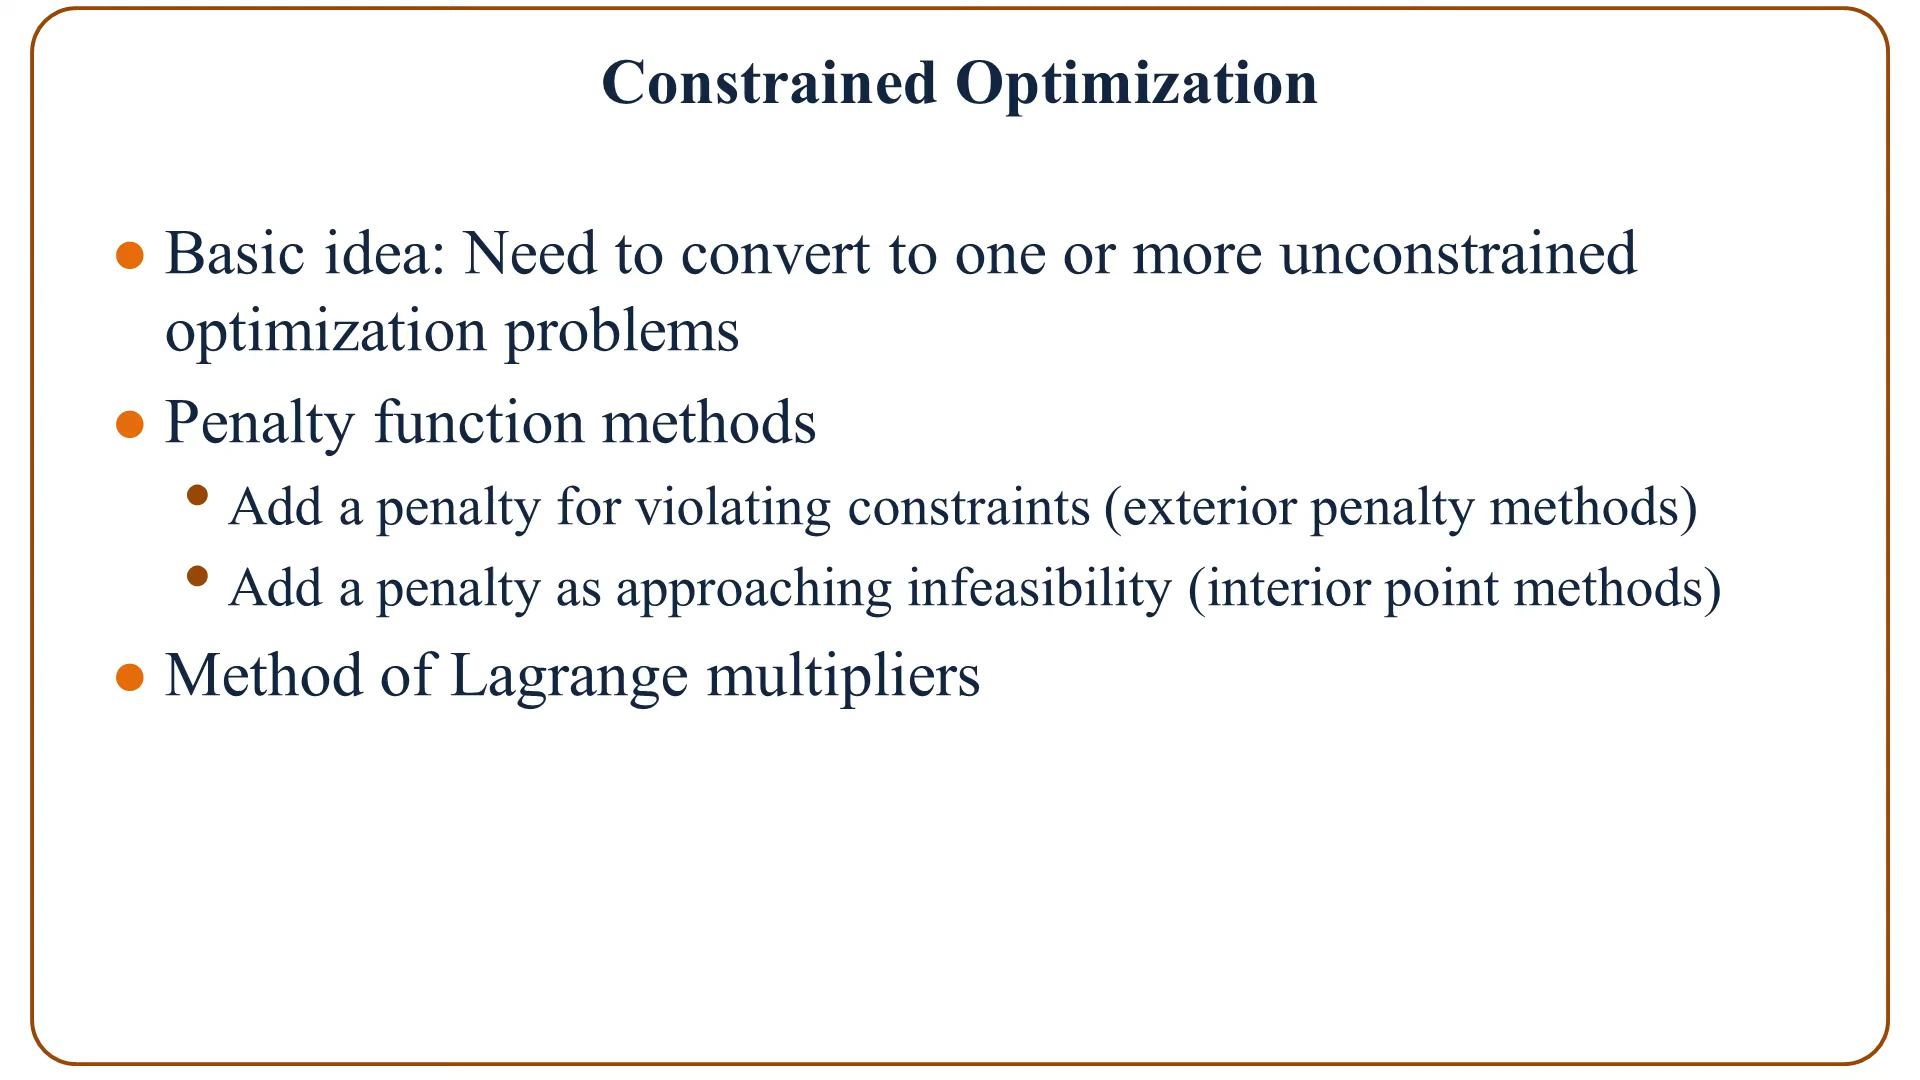 Constrained Optimization
● Basic idea: Need to convert to one or more unconstrained
optimization problems
● Penalty function methods
• Add a penalty for violating constraints (exterior penalty methods)
• Add a penalty as approaching infeasibility (interior point methods)
● Method of Lagrange multipliers